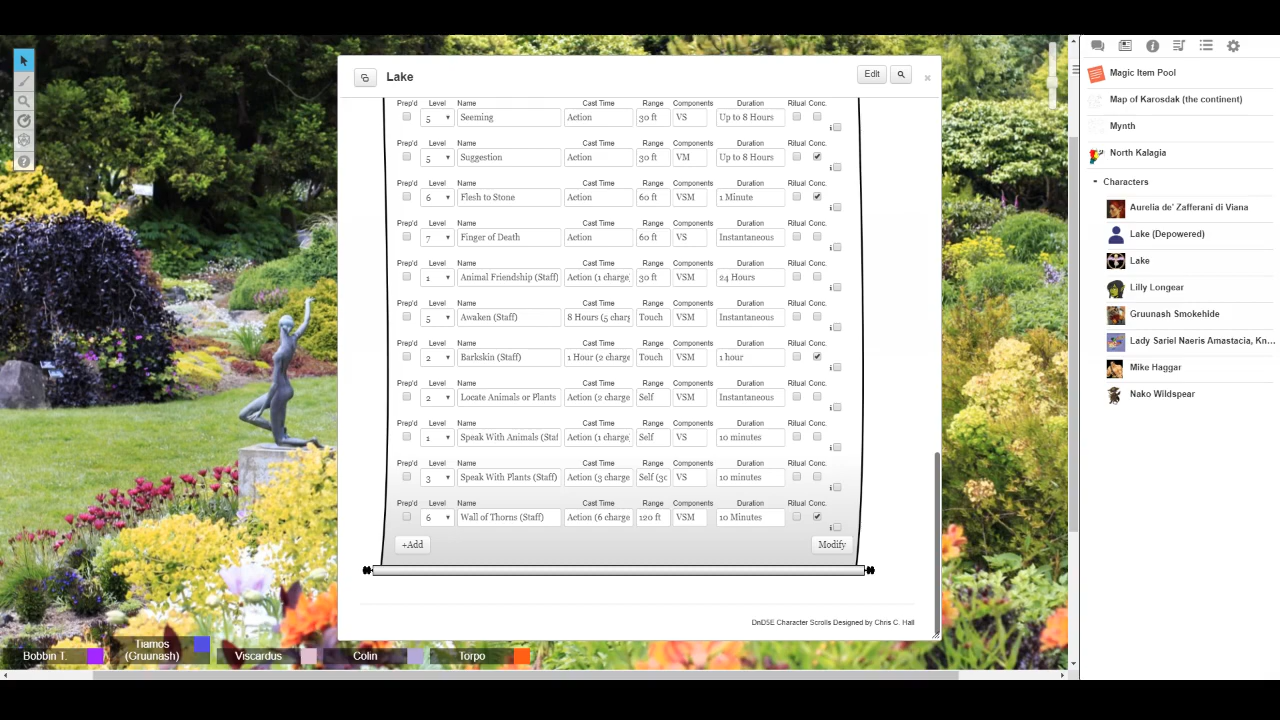 Lake
Edit
Prep'd Level Name Cast Time Range Components Duration Ritual Conc.
5 Seeming Action 30 ft VS Up to 8 Hours
i
Prep'd Level Name Cast Time Range Components Duration Ritual Conc.
5 Suggestion Action 30 ft VM Up to 8 Hours
i
Prep'd Level Name Cast Time Range Components Duration Ritual Conc.
6 Flesh to Stone Action 60 ft VSM 1 Minute
i
Prep'd Level Name Cast Time Range Components Duration Ritual Conc.
7 Finger of Death Action 60 ft VS Instantaneous
i
Prep'd Level Name Cast Time Range Components Duration Ritual Conc.
1 Animal Friendship (Staff) Action (1 charge 30 ft VSM 24 Hours
i
Prep'd Level Name Cast Time Range Components Duration Ritual Conc.
5 Awaken (Staff) 8 Hours (5 charg Touch VSM Instantaneous
i
Prep'd Level Name Cast Time Range Components Duration Ritual Conc.
2 Barkskin (Staff) 1 Hour (2 charge Touch VSM 1 hour
i
Prep'd Level Name Cast Time Range Components Duration Ritual Conc.
2 Locate Animals or Plants Action (2 charge Self VSM Instantaneous
i
Prep'd Level Name Cast Time Range Components Duration Ritual Conc.
1 Speak With Animals (Staf Action (1 charge Self VS 10 minutes
i
Prep'd Level Name Cast Time Range Components Duration Ritual Conc.
3 Speak With Plants (Staff) Action (3 charge Self (30 VS 10 minutes
i
Prep'd Level Name Cast Time Range Components Duration Ritual Conc.
6 Wall of Thorns (Staff) Action (6 charge 120 ft VSM 10 Minutes
i
+Add Modify
DnD5E Character Scrolls Designed by Chris C. Hall
Bobbin T.
Tiamos
(Gruunash)
Viscardus
Colin
Torpo
Magic Item Pool
Map of Karosdak (the continent)
Mynth
North Kalagia
Characters
Aurelia de' Zafferani di Viana
Lake (Depowered)
Lake
Lilly Longear
Gruunash Smokehide
Lady Sariel Naeris Amastacia, Kn...
Mike Haggar
Nako Wildspear